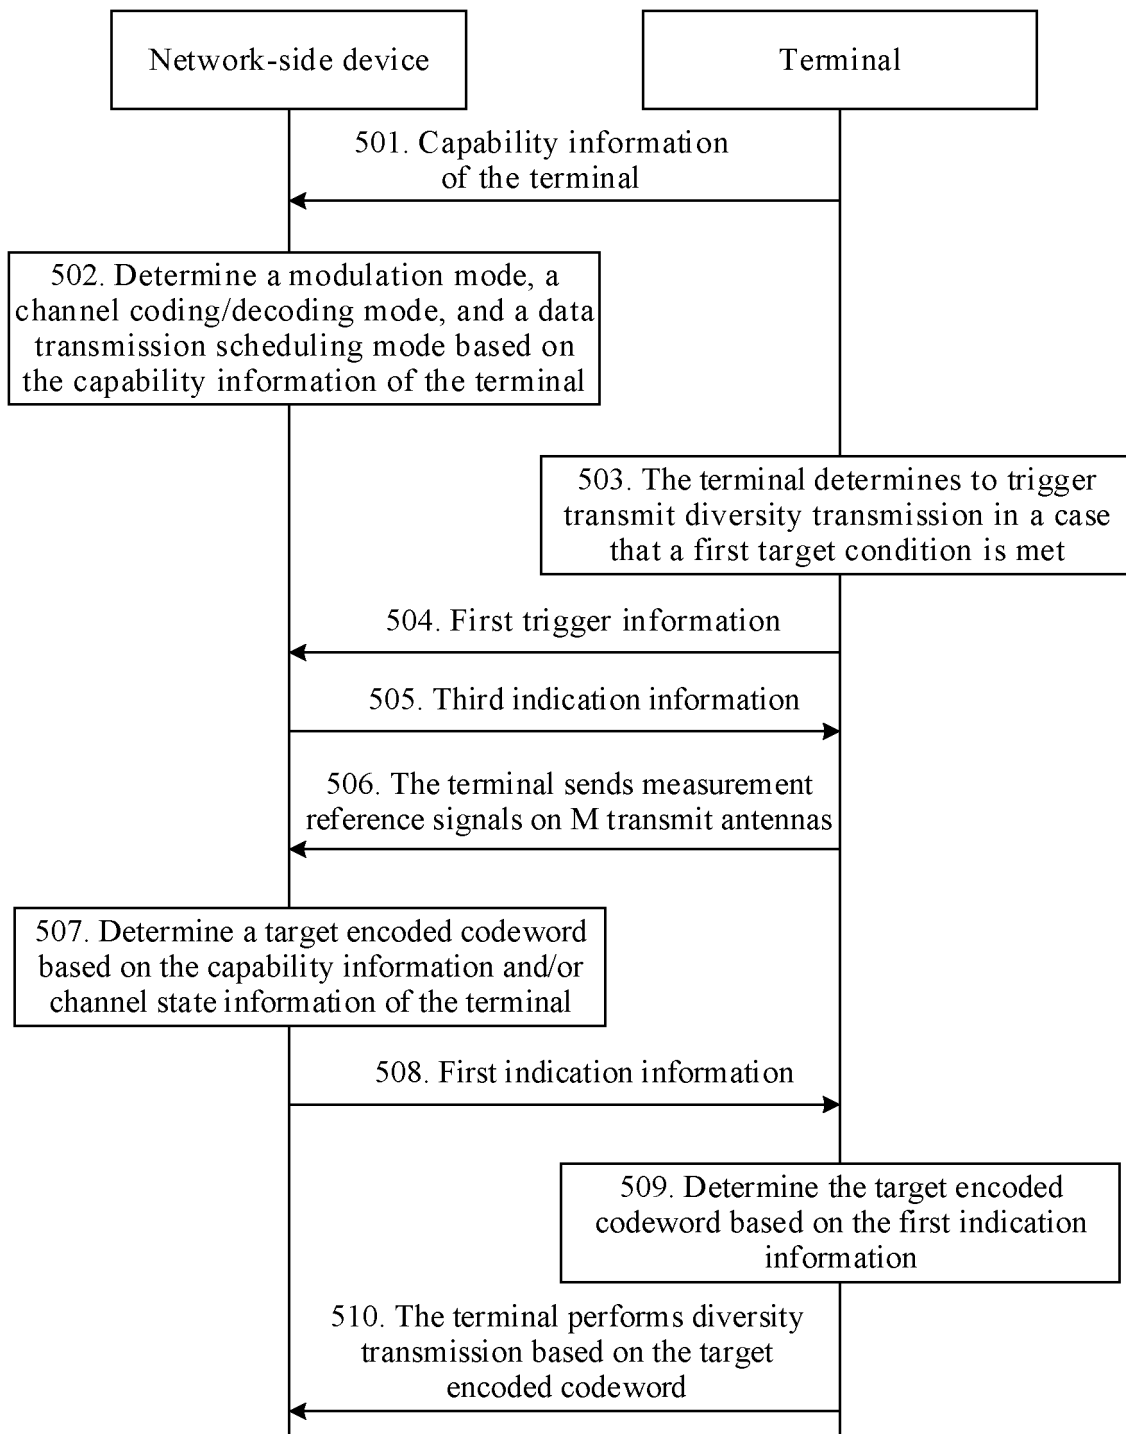 Network-side device
Terminal
501. Capability information
of the terminal
502. Determine a modulation mode, a
channel coding/decoding mode, and a data
transmission scheduling mode based on
the capability information of the terminal
503. The terminal determines to trigger
transmit diversity transmission in a case
that a first target condition is met
504. First trigger information
505. Third indication information
506. The terminal sends measurement
reference signals on M transmit antennas
507. Determine a target encoded codeword
based on the capability information and/or
channel state information of the terminal
508. First indication information
509. Determine the target encoded
codeword based on the first indication
information
510. The terminal performs diversity
transmission based on the target
encoded codeword